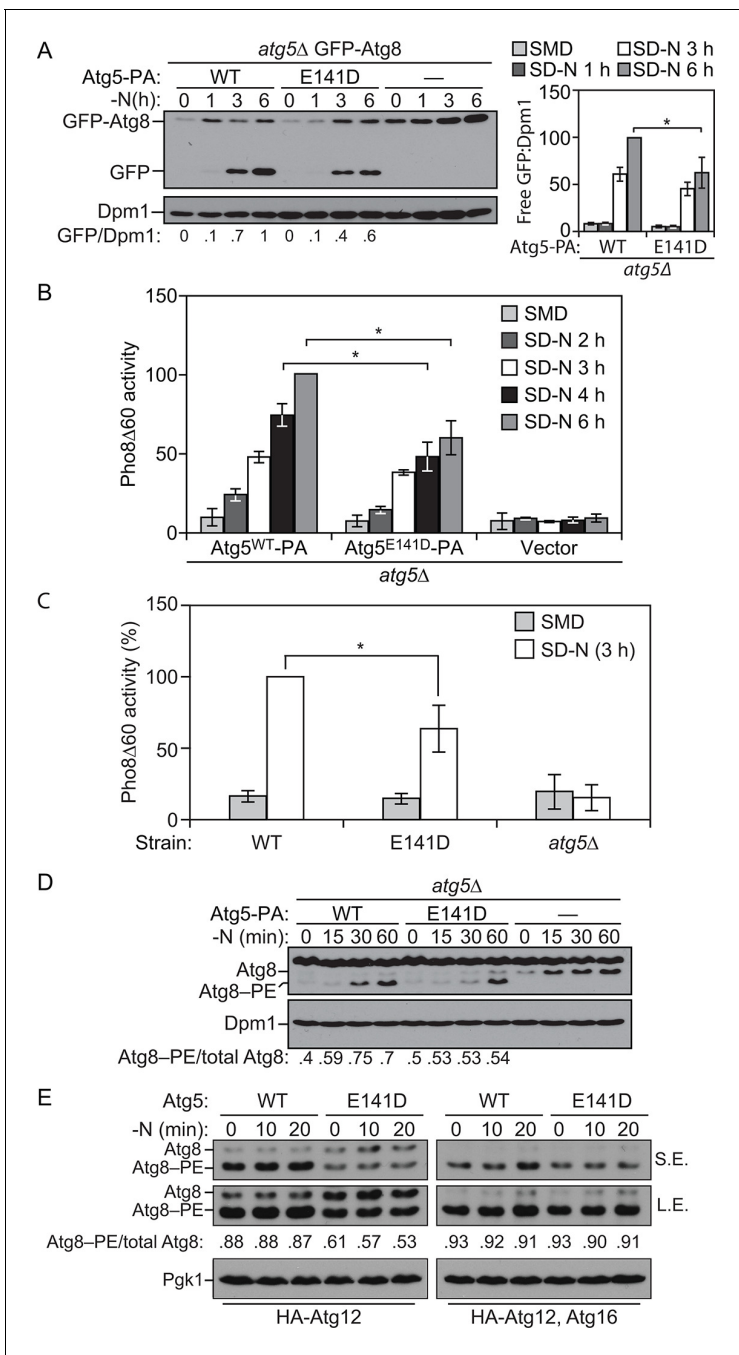 A
atg5Δ GFP-Atg8
Atg5-PA: WT E141D —
-N(h): 0 1 3 6 0 1 3 6 0 1 3 6
GFP-Atg8
GFP
Dpm1
GFP/Dpm1: 0 .1 .7 1 0 .1 .4 .6
SMD SD-N 3 h
SD-N 1 h SD-N 6 h
150
100
50
0
Free GFP:Dpm1
*
Atg5-PA: WT E141D
atg5Δ
B
150
100
50
0
Pho8Δ60 activity
*
*
SMD
SD-N 2 h
SD-N 3 h
SD-N 4 h
SD-N 6 h
Atg5WT-PA Atg5E141D-PA Vector
atg5Δ
C
150
100
50
0
Pho8Δ60 activity (%)
*
SMD
SD-N (3 h)
Strain: WT E141D atg5Δ
D
atg5Δ
Atg5-PA: WT E141D —
-N (min): 0 15 30 60 0 15 30 60 0 15 30 60
Atg8
Atg8–PE
Dpm1
Atg8–PE/total Atg8: .4 .59 .75 .7 .5 .53 .53 .54
E
Atg5: WT E141D WT E141D
-N (min): 0 10 20 0 10 20 0 10 20 0 10 20
Atg8
Atg8–PE
S.E.
Atg8
Atg8–PE
L.E.
Atg8–PE/total Atg8: .88 .88 .87 .61 .57 .53 .93 .92 .91 .93 .90 .91
Pgk1
HA-Atg12 HA-Atg12, Atg16